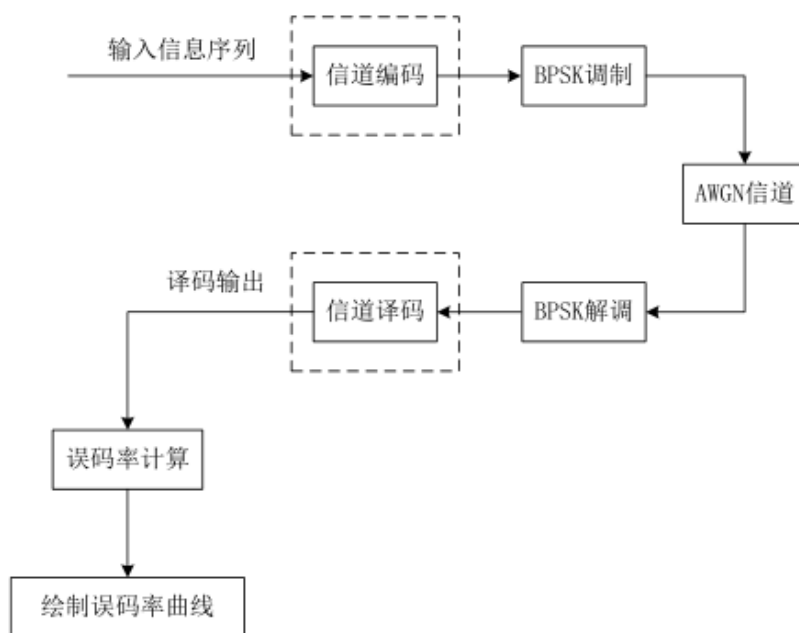 输入信息序列
信道编码
BPSK调制
AWGN信道
译码输出
信道译码
BPSK解调
误码率计算
绘制误码率曲线